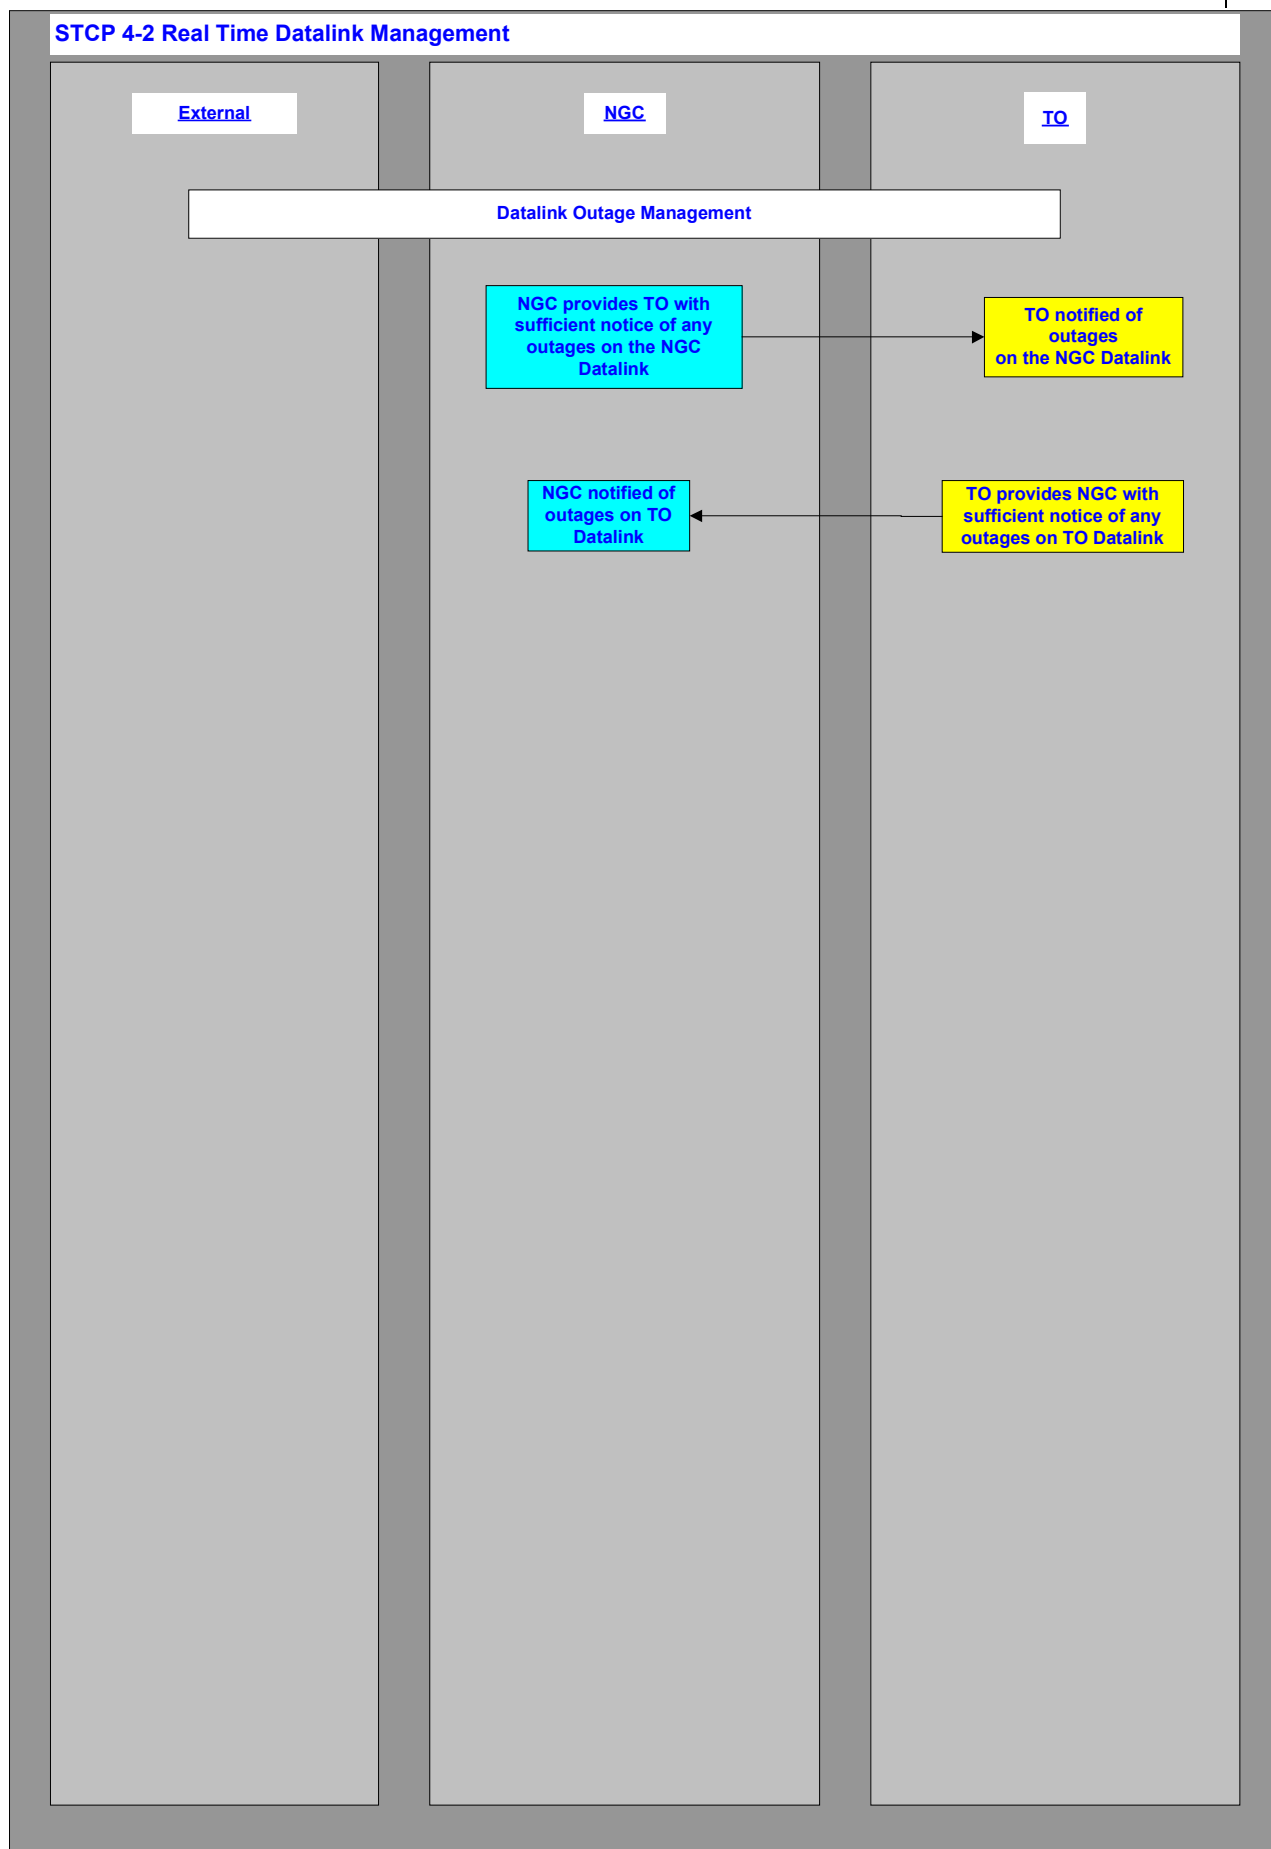 STCP 4-2 Real Time Datalink Management
External
NGC
TO
Datalink Outage Management
NGC provides TO with
sufficient notice of any
outages on the NGC
Datalink
TO notified of
outages
on the NGC Datalink
NGC notified of
outages on TO
Datalink
TO provides NGC with
sufficient notice of any
outages on TO Datalink